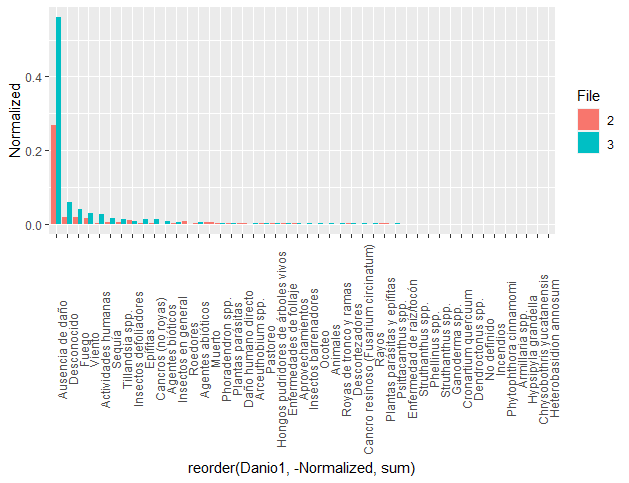 Normalized
0.4
0.2
0.0
File
2
3
Ausencia de daño
Desconocido
Fuego
Viento
Actividades humanas
Sequía
Tillandsia spp.
Insectos defoliadores
Epífitas
Cancros (no royas)
Agentes bióticos
Insectos en general
Roedores
Agentes abióticos
Muerto
Phoradendron spp.
Plantas parásitas
Daño humano directo
Arceuthobium spp.
Pastoreo
Hongos pudridores de árboles vivos
Enfermedades de follaje
Aprovechamientos
Insectos barrenadores
Ocoteo
Animales
Royas de tronco y ramas
Descortezadores
Cancro resinoso (Fusarium circinatum)
Rayos
Plantas parásitas y epífitas
Psittacanthus spp.
Enfermedad de raíz/tocón
Struthanthus spp.
Phellinus spp.
Struthanthus spp.
Ganoderma spp.
Cronartium quercuum
Dendroctonus spp.
No definido
Incendios
Phytophthora cinnamomi
Armillaria spp.
Hypsipyla grandella
Chrysobothris yucatanensis
Heterobasidion annosum
reorder(Danio1, -Normalized, sum)